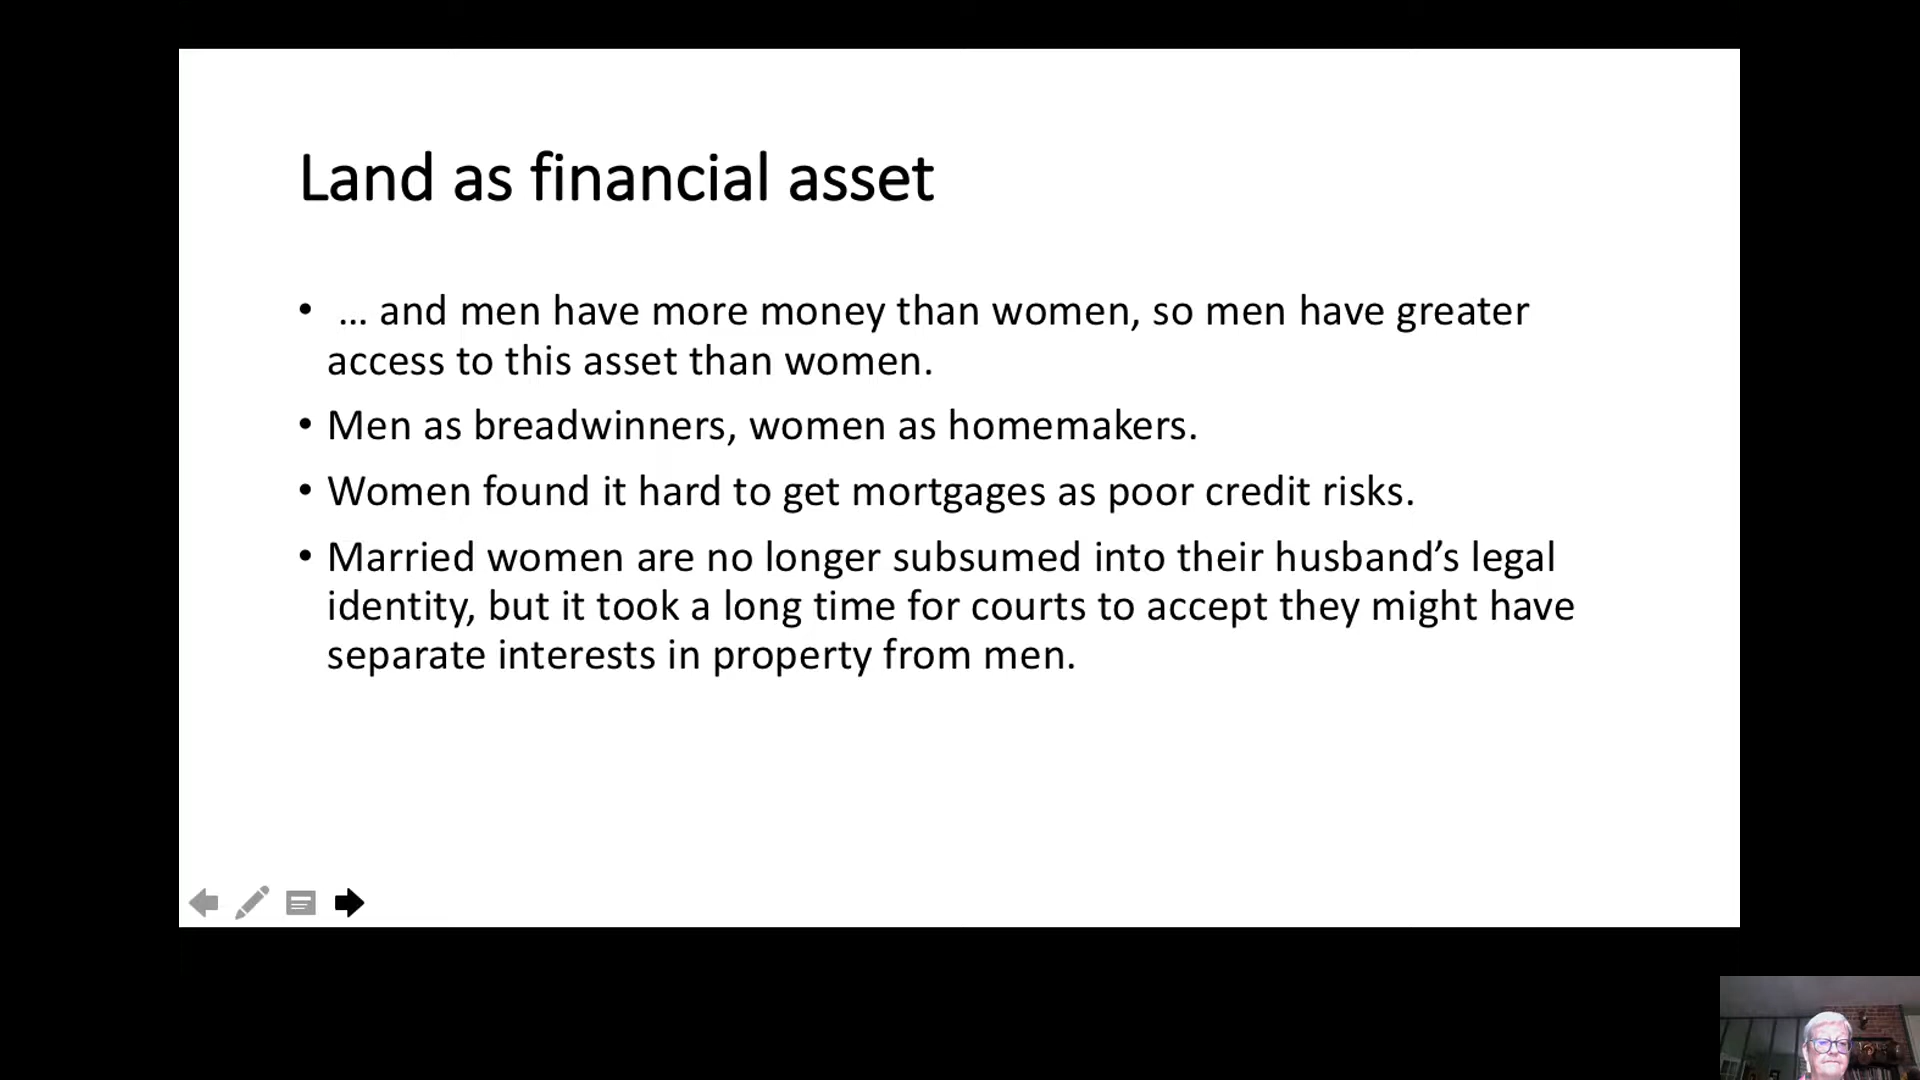 Land as financial asset
• … and men have more money than women, so men have greater
access to this asset than women.
• Men as breadwinners, women as homemakers.
• Women found it hard to get mortgages as poor credit risks.
• Married women are no longer subsumed into their husband’s legal
identity, but it took a long time for courts to accept they might have
separate interests in property from men.